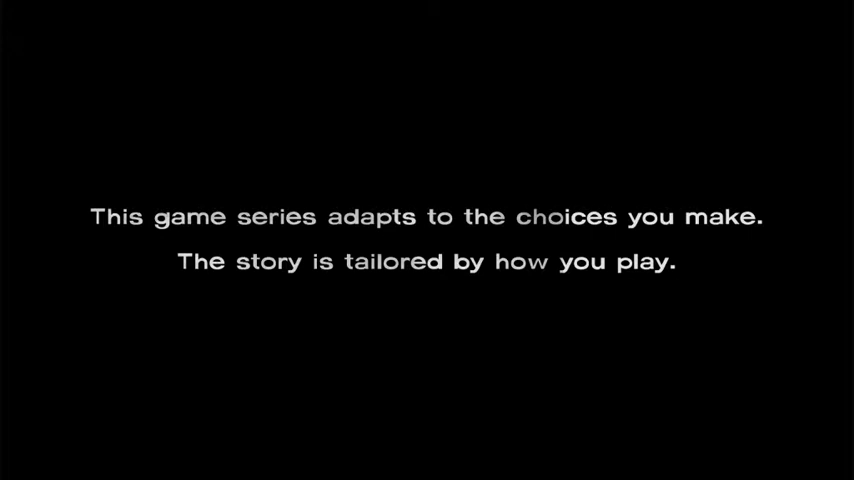 This game series adapts to the choices you make.
The story is tailored by how you play.